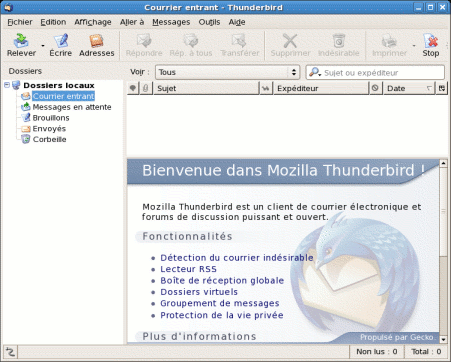 Courrier entrant - Thunderbird
Fichier Edition Affichage Aller à Messages Outils Aide
Relever Écrire Adresses Répondre Rép. à tous Transférer Supprimer Indésirable Imprimer Stop
Dossiers Voir : Tous Sujet ou expéditeur
Dossiers locaux
Courrier entrant
Messages en attente
Brouillons
Envoyés
Corbeille
Sujet Expéditeur Date
Bienvenue dans Mozilla Thunderbird !
Mozilla Thunderbird est un client de courrier électronique et
forums de discussion puissant et ouvert.
Fonctionnalités
Détection du courrier indésirable
Lecteur RSS
Boîte de réception globale
Dossiers virtuels
Groupement de messages
Protection de la vie privée
Plus d'informations
Propulsé par Gecko
Non lus : 0 Total : 0